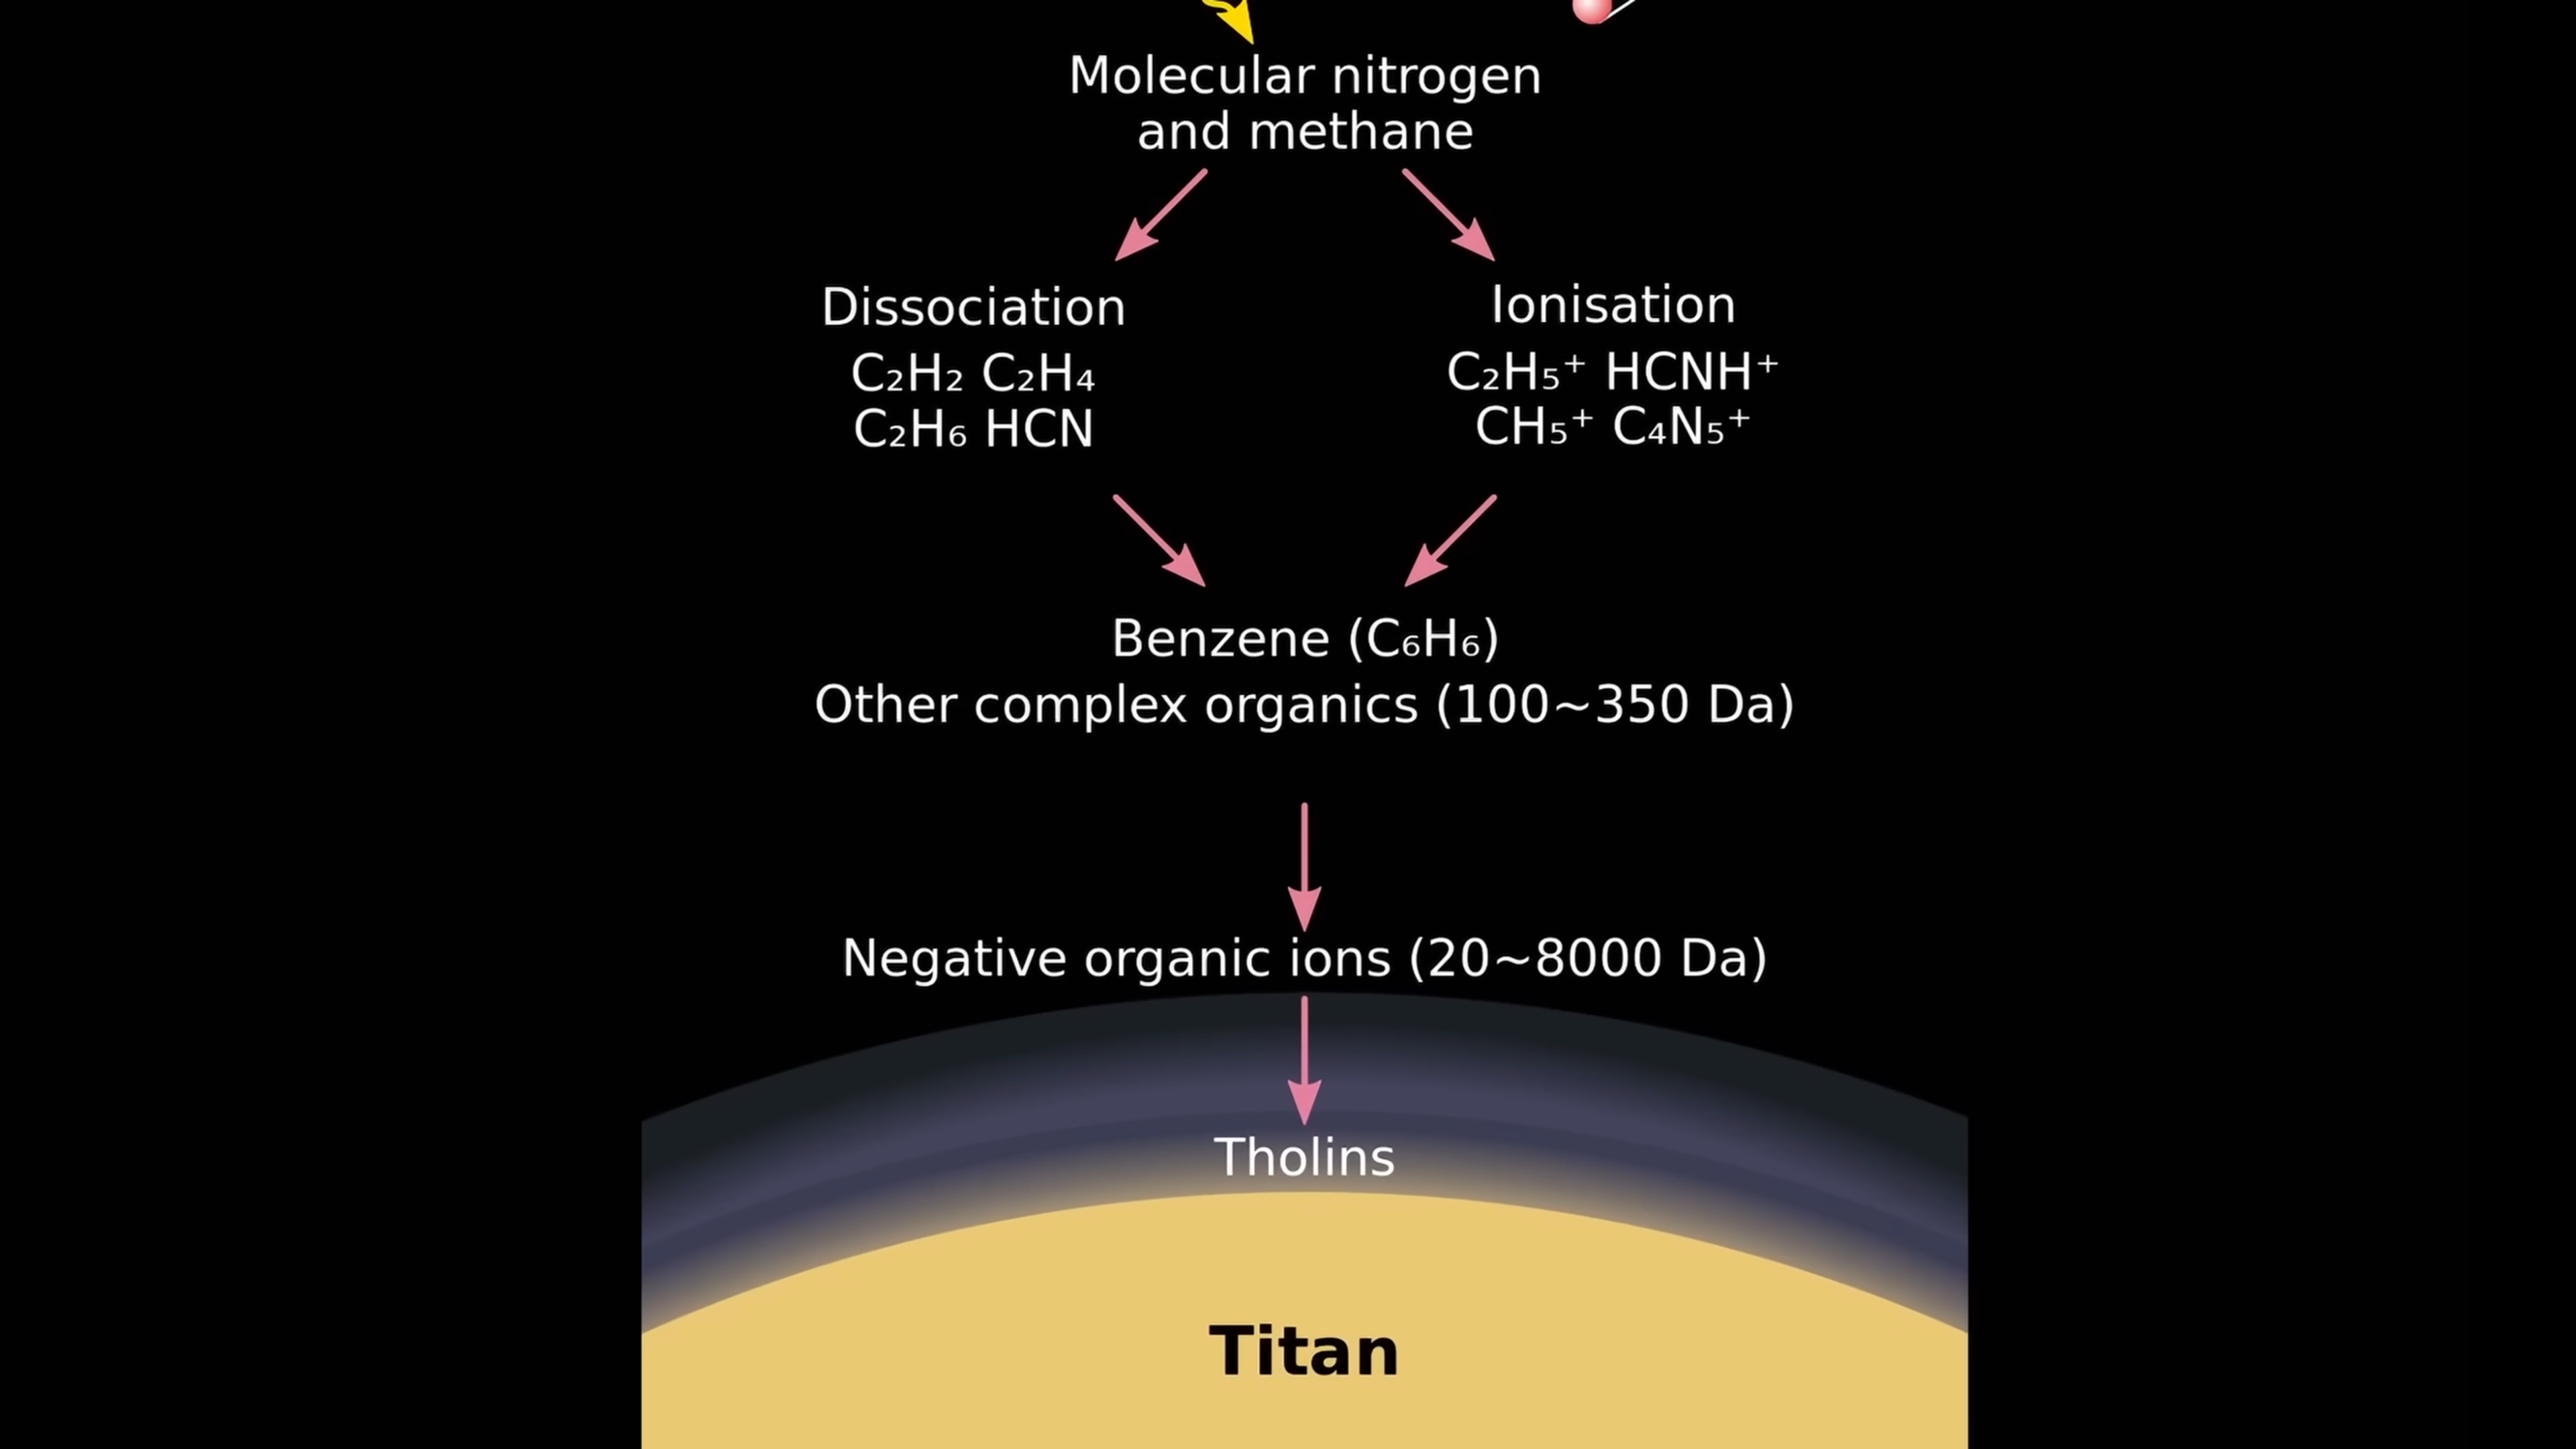 Molecular nitrogen
and methane
Dissociation
C₂H₂ C₂H₄
C₂H₆ HCN
Ionisation
C₂H₅⁺ HCNH⁺
CH₅⁺ C₄N₅⁺
Benzene (C₆H₆)
Other complex organics (100~350 Da)
Negative organic ions (20~8000 Da)
Tholins
Titan